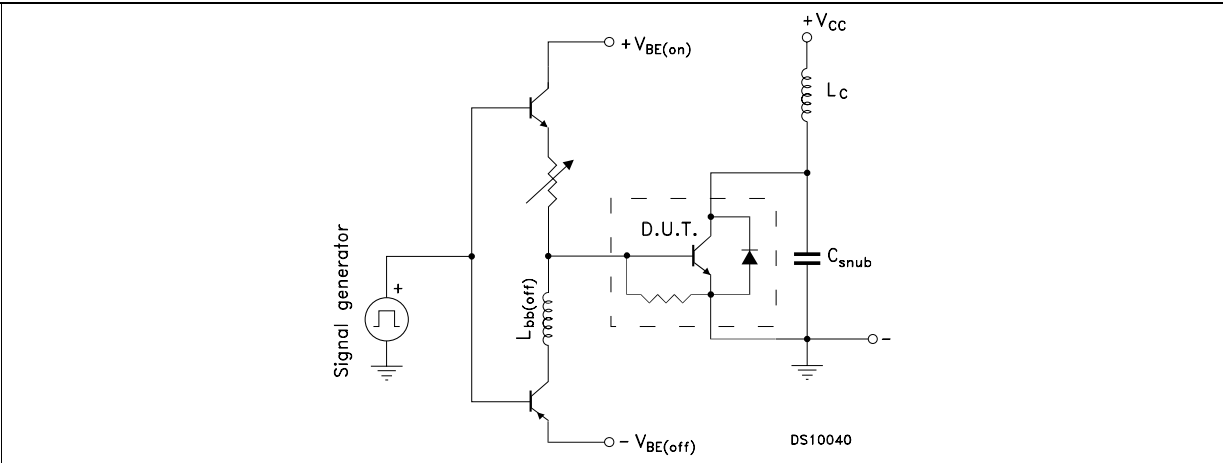 +VCC
+VBE(on)
LC
D.U.T.
Csnub
Signal generator
+
Lbb(off)
-
-VBE(off)
DS10040